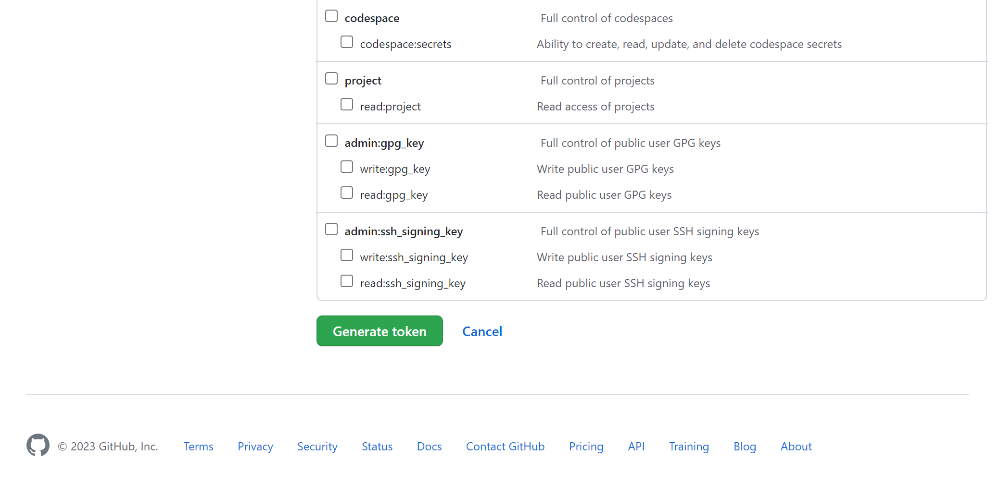 codespace Full control of codespaces
codespace:secrets Ability to create, read, update, and delete codespace secrets
project Full control of projects
read:project Read access of projects
admin:gpg_key Full control of public user GPG keys
write:gpg_key Write public user GPG keys
read:gpg_key Read public user GPG keys
admin:ssh_signing_key Full control of public user SSH signing keys
write:ssh_signing_key Write public user SSH signing keys
read:ssh_signing_key Read public user SSH signing keys
Generate token Cancel
© 2023 GitHub, Inc. Terms Privacy Security Status Docs Contact GitHub Pricing API Training Blog About